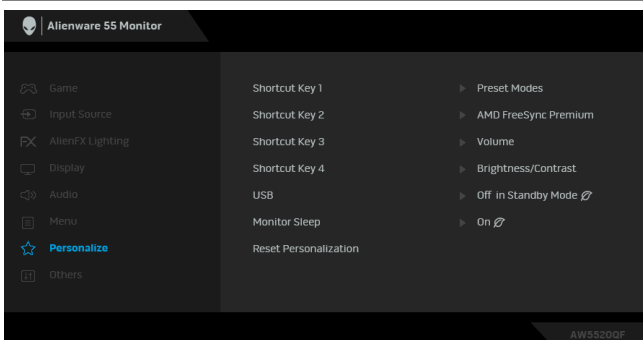 Alienware 55 Monitor
Game
Input Source
AlienFX Lighting
Display
Audio
Menu
Personalize
Others
Shortcut Key 1 Preset Modes
Shortcut Key 2 AMD FreeSync Premium
Shortcut Key 3 Volume
Shortcut Key 4 Brightness/Contrast
USB Off in Standby Mode
Monitor Sleep On
Reset Personalization
AW5520QF